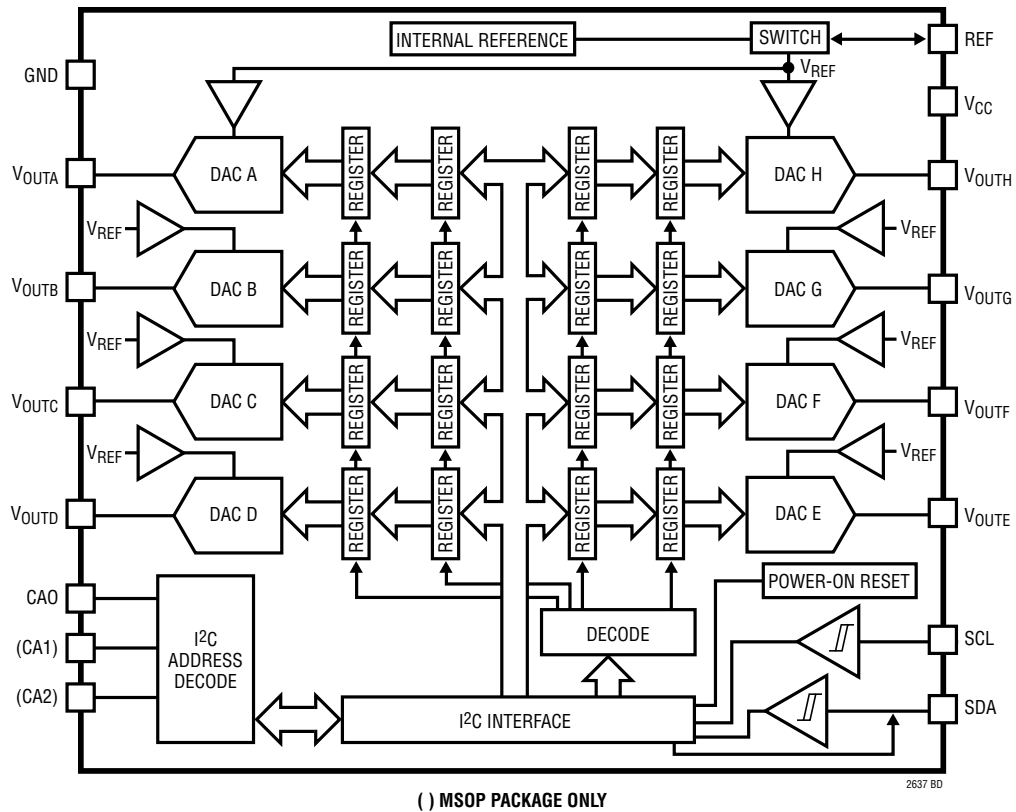 INTERNAL REFERENCE
SWITCH
REF
GND
VREF
VCC
VOUTA
DAC A
REGISTER
REGISTER
REGISTER
REGISTER
DAC H
VOUTH
VREF
VREF
VOUTB
DAC B
REGISTER
REGISTER
REGISTER
REGISTER
DAC G
VOUTG
VREF
VREF
VOUTC
DAC C
REGISTER
REGISTER
REGISTER
REGISTER
DAC F
VOUTF
VREF
VREF
VOUTD
DAC D
REGISTER
REGISTER
REGISTER
REGISTER
DAC E
VOUTE
POWER-ON RESET
CAO
(CA1)
(CA2)
I2C
ADDRESS
DECODE
DECODE
SCL
I2C INTERFACE
SDA
2637 BD
( ) MSOP PACKAGE ONLY